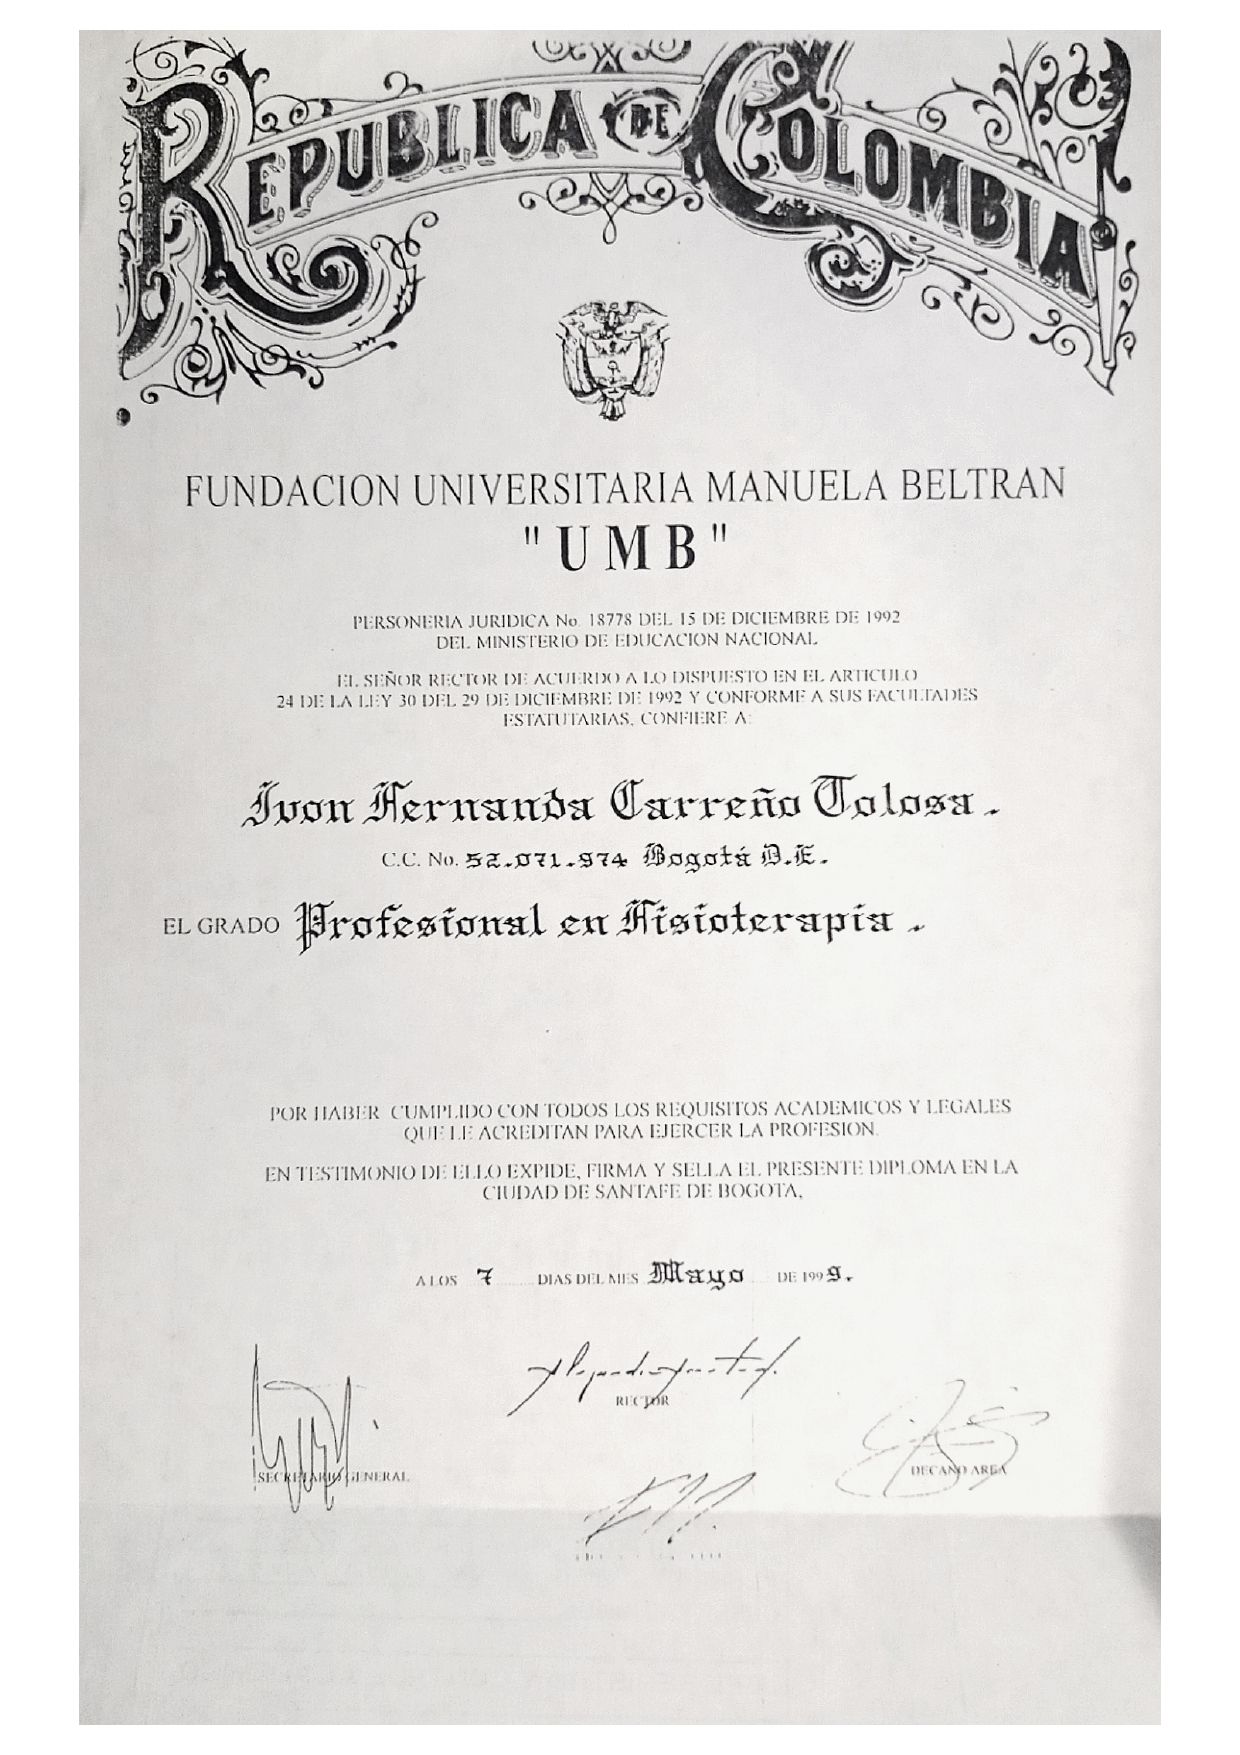 REPUBLICA DE COLOMBIA
FUNDACION UNIVERSITARIA MANUELA BELTRAN
"UMB"
PERSONERIA JURIDICA No. 18778 DEL 15 DE DICIEMBRE DE 1992
DEL MINISTERIO DE EDUCACION NACIONAL
EL SEÑOR RECTOR DE ACUERDO A LO DISPUESTO EN EL ARTICULO
24 DE LA LEY 30 DEL 29 DE DICIEMBRE DE 1992 Y CONFORME A SUS FACULTADES
ESTATUTARIAS, CONFIERE A:
Ivon Fernanda Carreño Tolosa.
C.C. No. 52.071.974 Bogotá D.E.
EL GRADO Profesional en Fisioterapia.
POR HABER CUMPLIDO CON TODOS LOS REQUISITOS ACADEMICOS Y LEGALES
QUE LE ACREDITAN PARA EJERCER LA PROFESION.
EN TESTIMONIO DE ELLO EXPIDE, FIRMA Y SELLA EL PRESENTE DIPLOMA EN LA
CIUDAD DE SANTAFE DE BOGOTA,
A LOS 7 DIAS DEL MES Mayo DE 1999.
RECTOR
SECRETARIO GENERAL
DECANO AREA